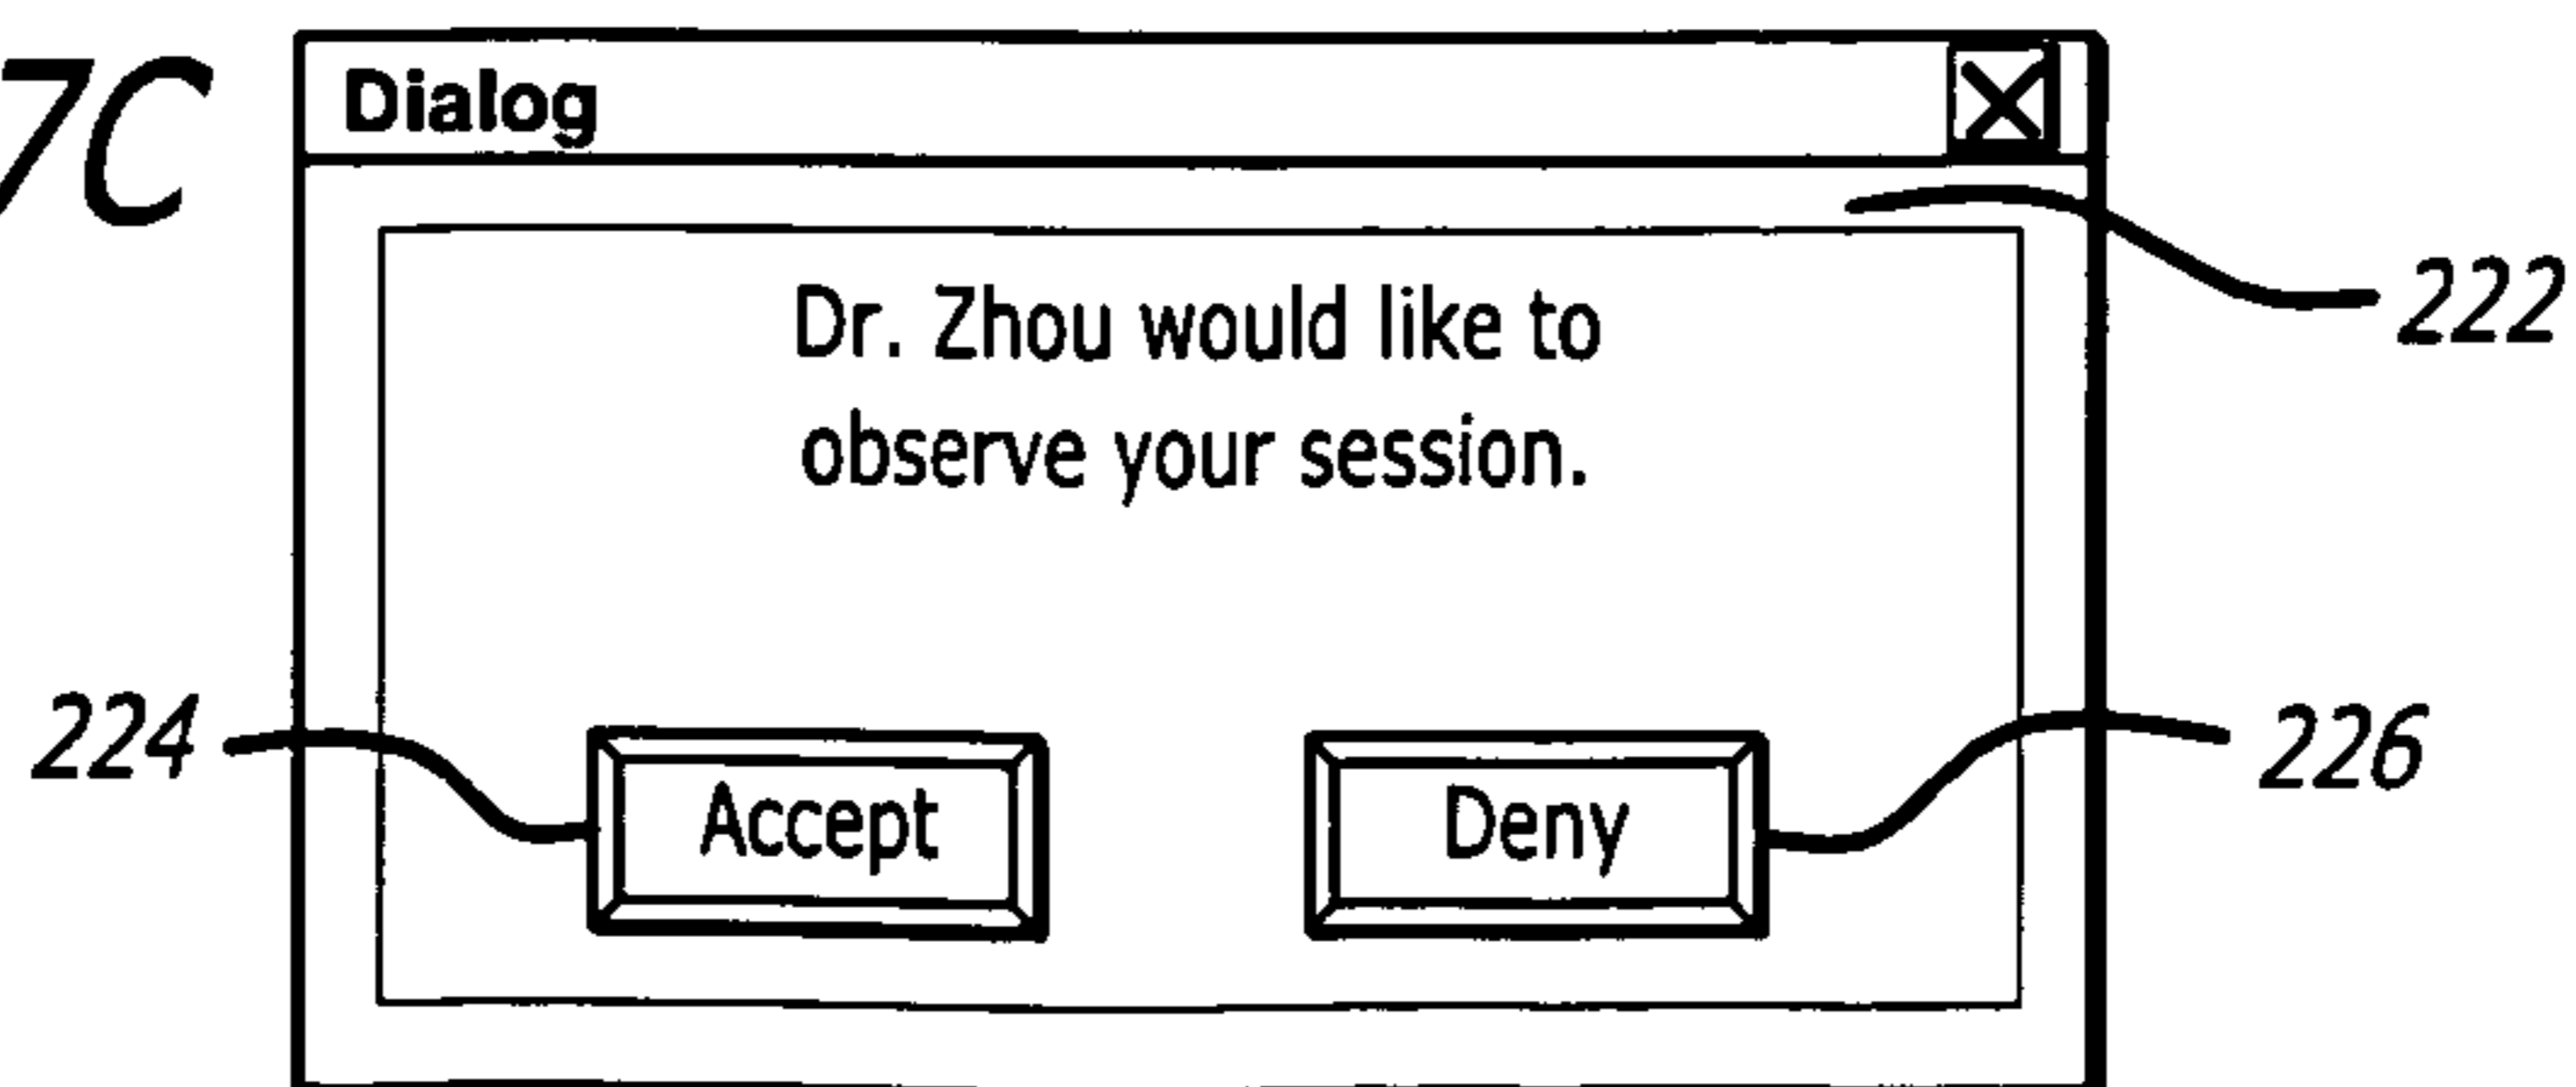 7C
Dialog
222
Dr. Zhou would like to
observe your session.
224
Accept
Deny
226